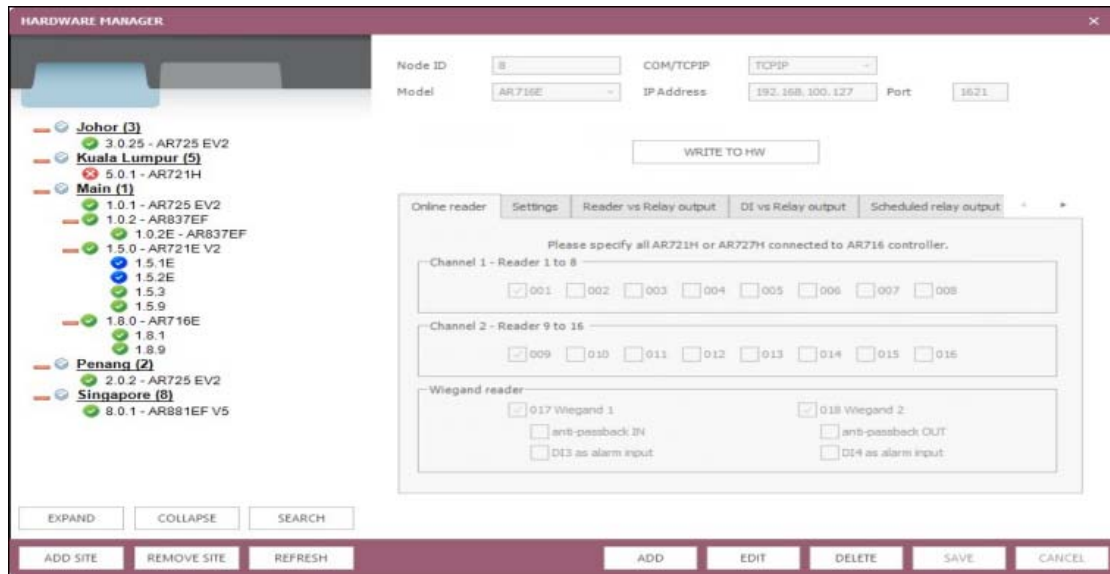 HARDWARE MANAGER
Node ID 8 COM/TCPIP TCPIP
Model AR716E IP Address 192.168.100.127 Port 1621
WRITE TO HW
Johor (3)
3.0.25 - AR725 EV2
Kuala Lumpur (5)
5.0.1 - AR721H
Main (1)
1.0.1 - AR725 EV2
1.0.2 - AR837EF
1.0.2E - AR837EF
1.5.0 - AR721E V2
1.5.1E
1.5.2E
1.5.3
1.5.9
1.8.0 - AR716E
1.8.1
1.8.9
Penang (2)
2.0.2 - AR725 EV2
Singapore (8)
8.0.1 - AR881EF V5
Online reader Settings Reader vs Relay output DI vs Relay output Scheduled relay output
Please specify all AR721H or AR727H connected to AR716 controller.
Channel 1 - Reader 1 to 8
001 002 003 004 005 006 007 008
Channel 2 - Reader 9 to 16
009 010 011 012 013 014 015 016
Wiegand reader
017 Wiegand 1 018 Wiegand 2
anti-passback IN anti-passback OUT
DI3 as alarm input DI4 as alarm input
EXPAND COLLAPSE SEARCH
ADD SITE REMOVE SITE REFRESH ADD EDIT DELETE SAVE CANCEL